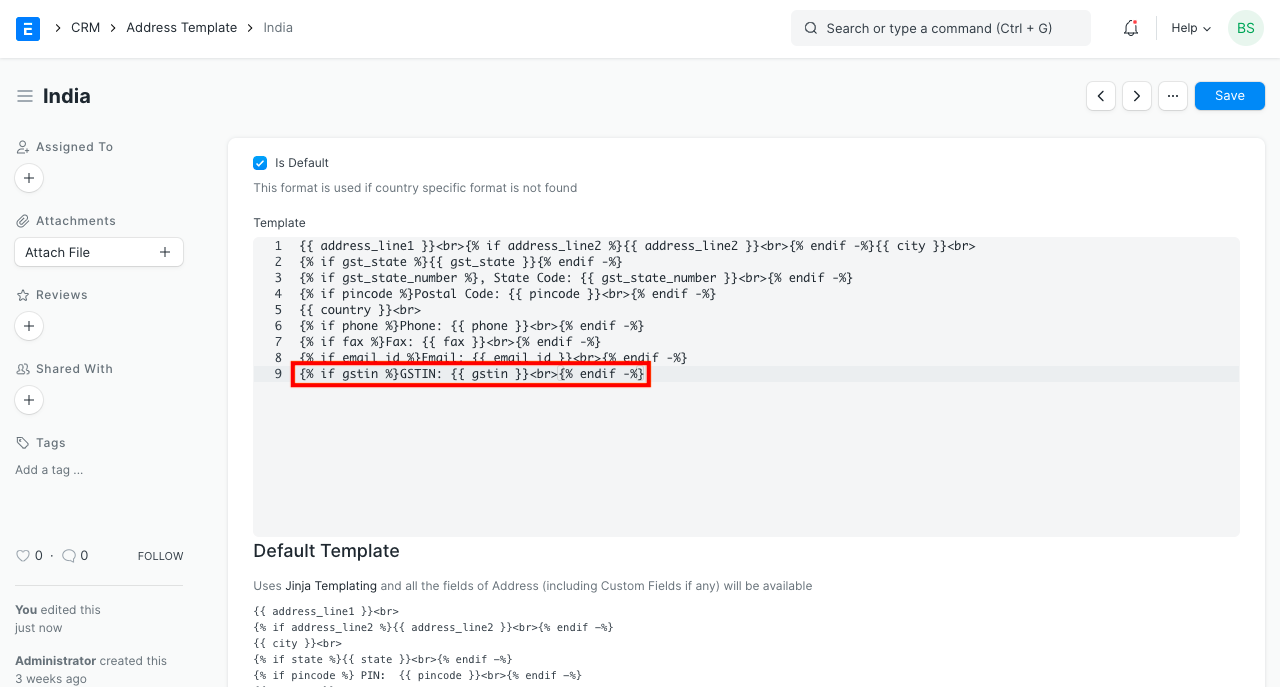 E
CRM
Address Template
India
Search or type a command (Ctrl + G)
Help
BS
India
Save
Assigned To
Attachments
Attach File
Reviews
Shared With
Tags
Add a tag ...
0 · 0 FOLLOW
You edited this
just now
Administrator created this
3 weeks ago
Is Default
This format is used if country specific format is not found
Template
1 {{ address_line1 }}<br>{% if address_line2 %}{{ address_line2 }}<br>{% endif -%}{{ city }}<br>
2 {% if gst_state %}{{ gst_state }}{% endif -%}
3 {% if gst_state_number %}, State Code: {{ gst_state_number }}<br>{% endif -%}
4 {% if pincode %}Postal Code: {{ pincode }}<br>{% endif -%}
5 {{ country }}<br>
6 {% if phone %}Phone: {{ phone }}<br>{% endif -%}
7 {% if fax %}Fax: {{ fax }}<br>{% endif -%}
8 {% if email_id %}Email: {{ email_id }}<br>{% endif -%}
9 {% if gstin %}GSTIN: {{ gstin }}<br>{% endif -%}
Default Template
Uses Jinja Templating and all the fields of Address (including Custom Fields if any) will be available
{{ address_line1 }}<br>
{% if address_line2 %}{{ address_line2 }}<br>{% endif -%}
{{ city }}<br>
{% if state %}{{ state }}<br>{% endif -%}
{% if pincode %} PIN:  {{ pincode }}<br>{% endif -%}